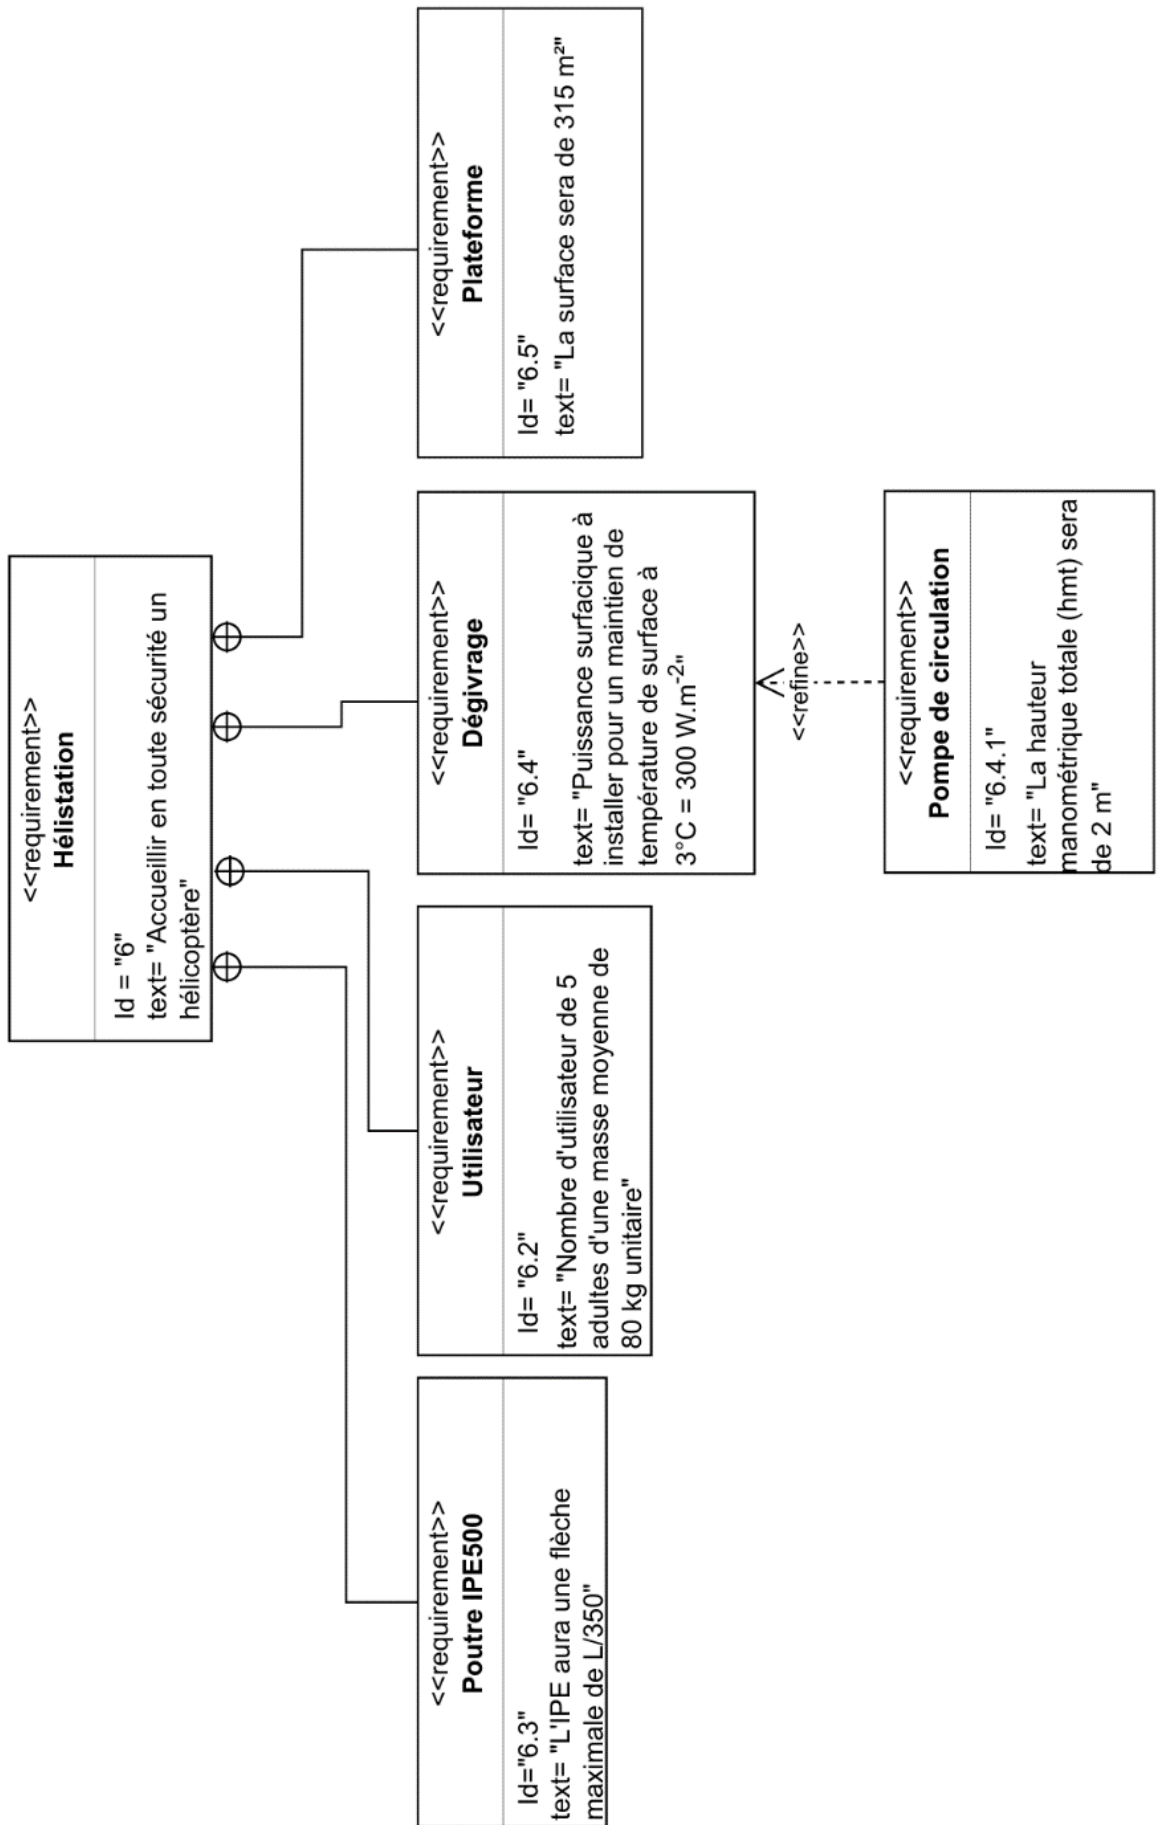 <<requirement>>
Hélistation
Id = "6"
text= "Accueillir en toute sécurité un
hélicoptère"
<<requirement>>
Poutre IPE500
Id="6.3"
text= "L'IPE aura une flèche
maximale de L/350"
<<requirement>>
Utilisateur
Id= "6.2"
text= "Nombre d'utilisateur de 5
adultes d'une masse moyenne de
80 kg unitaire"
<<requirement>>
Dégivrage
Id= "6.4"
text= "Puissance surfacique à
installer pour un maintien de
température de surface à
3°C = 300 W.m⁻²"
<<requirement>>
Plateforme
Id= "6.5"
text= "La surface sera de 315 m²"
<<refine>>
<<requirement>>
Pompe de circulation
Id= "6.4.1"
text= "La hauteur
manométrique totale (hmt) sera
de 2 m"